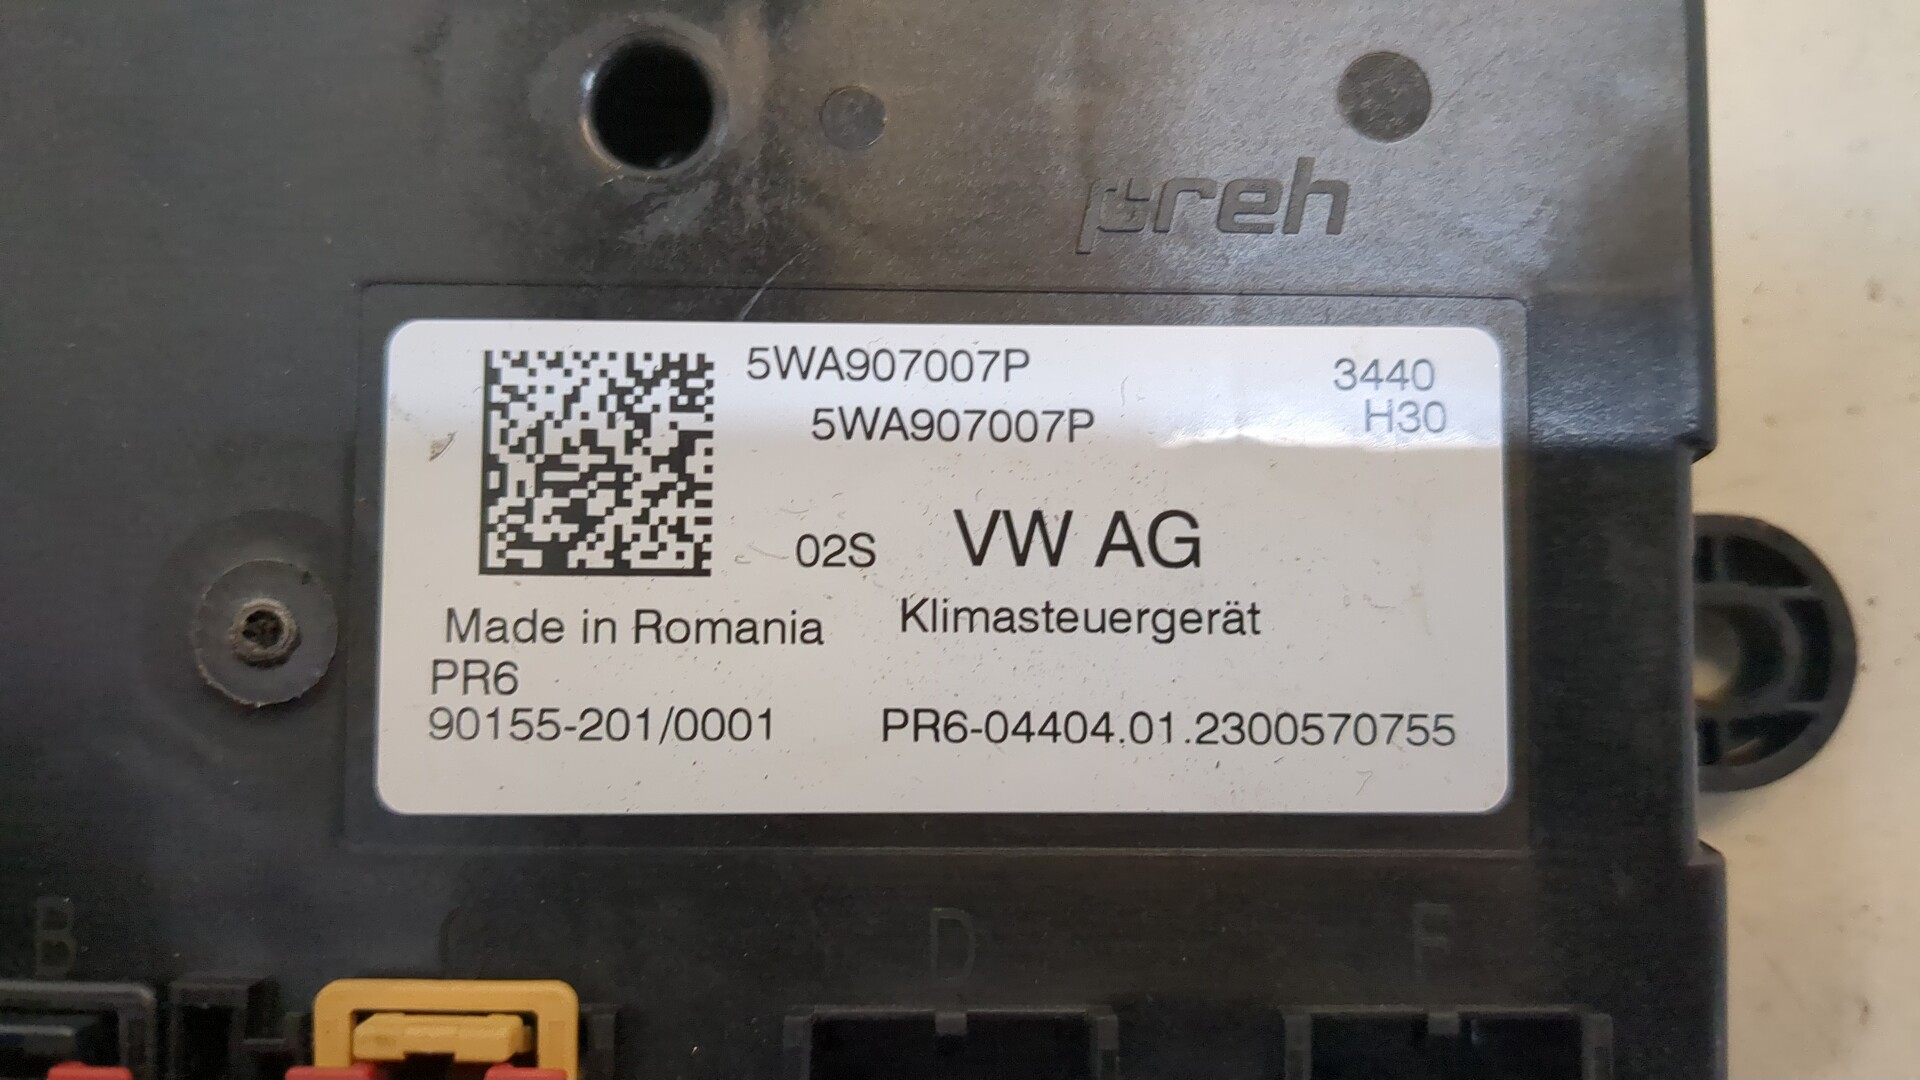 preh
5WA907007P
3440
5WA907007P
H30
02S
VW AG
Made in Romania
Klimasteuergerät
PR6
90155-201/0001
PR6-04404.01.2300570755
B
D
F